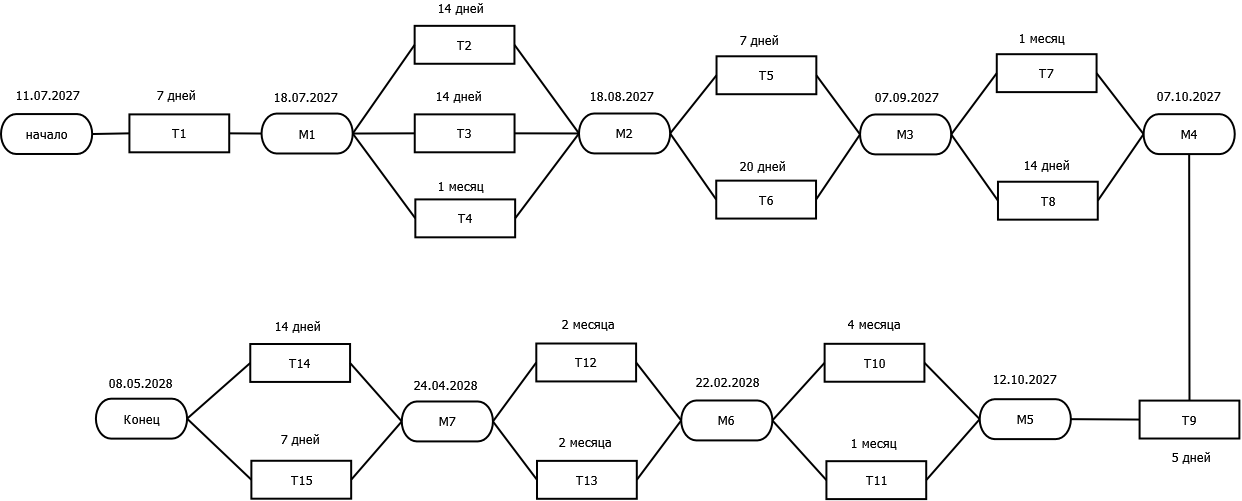 11.07.2027
начало
7 дней
T1
18.07.2027
M1
14 дней
T2
14 дней
T3
1 месяц
T4
18.08.2027
M2
7 дней
T5
20 дней
T6
07.09.2027
M3
1 месяц
T7
14 дней
T8
07.10.2027
M4
T9
5 дней
12.10.2027
M5
4 месяца
T10
1 месяц
T11
22.02.2028
M6
2 месяца
T12
2 месяца
T13
24.04.2028
M7
14 дней
T14
7 дней
T15
08.05.2028
Конец